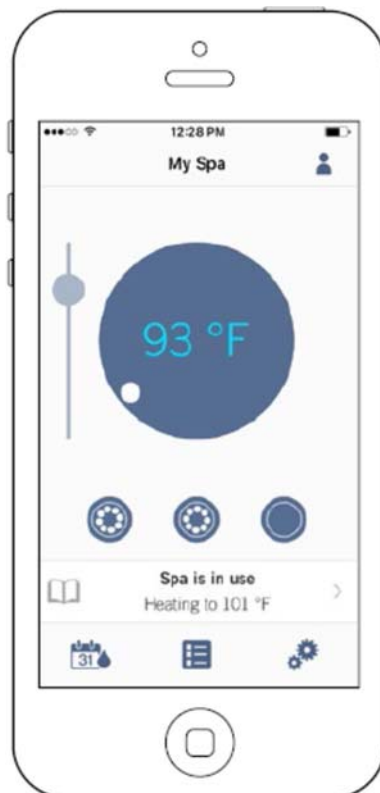 12:28 PM
My Spa
93 °F
Spa is in use
Heating to 101 °F
31